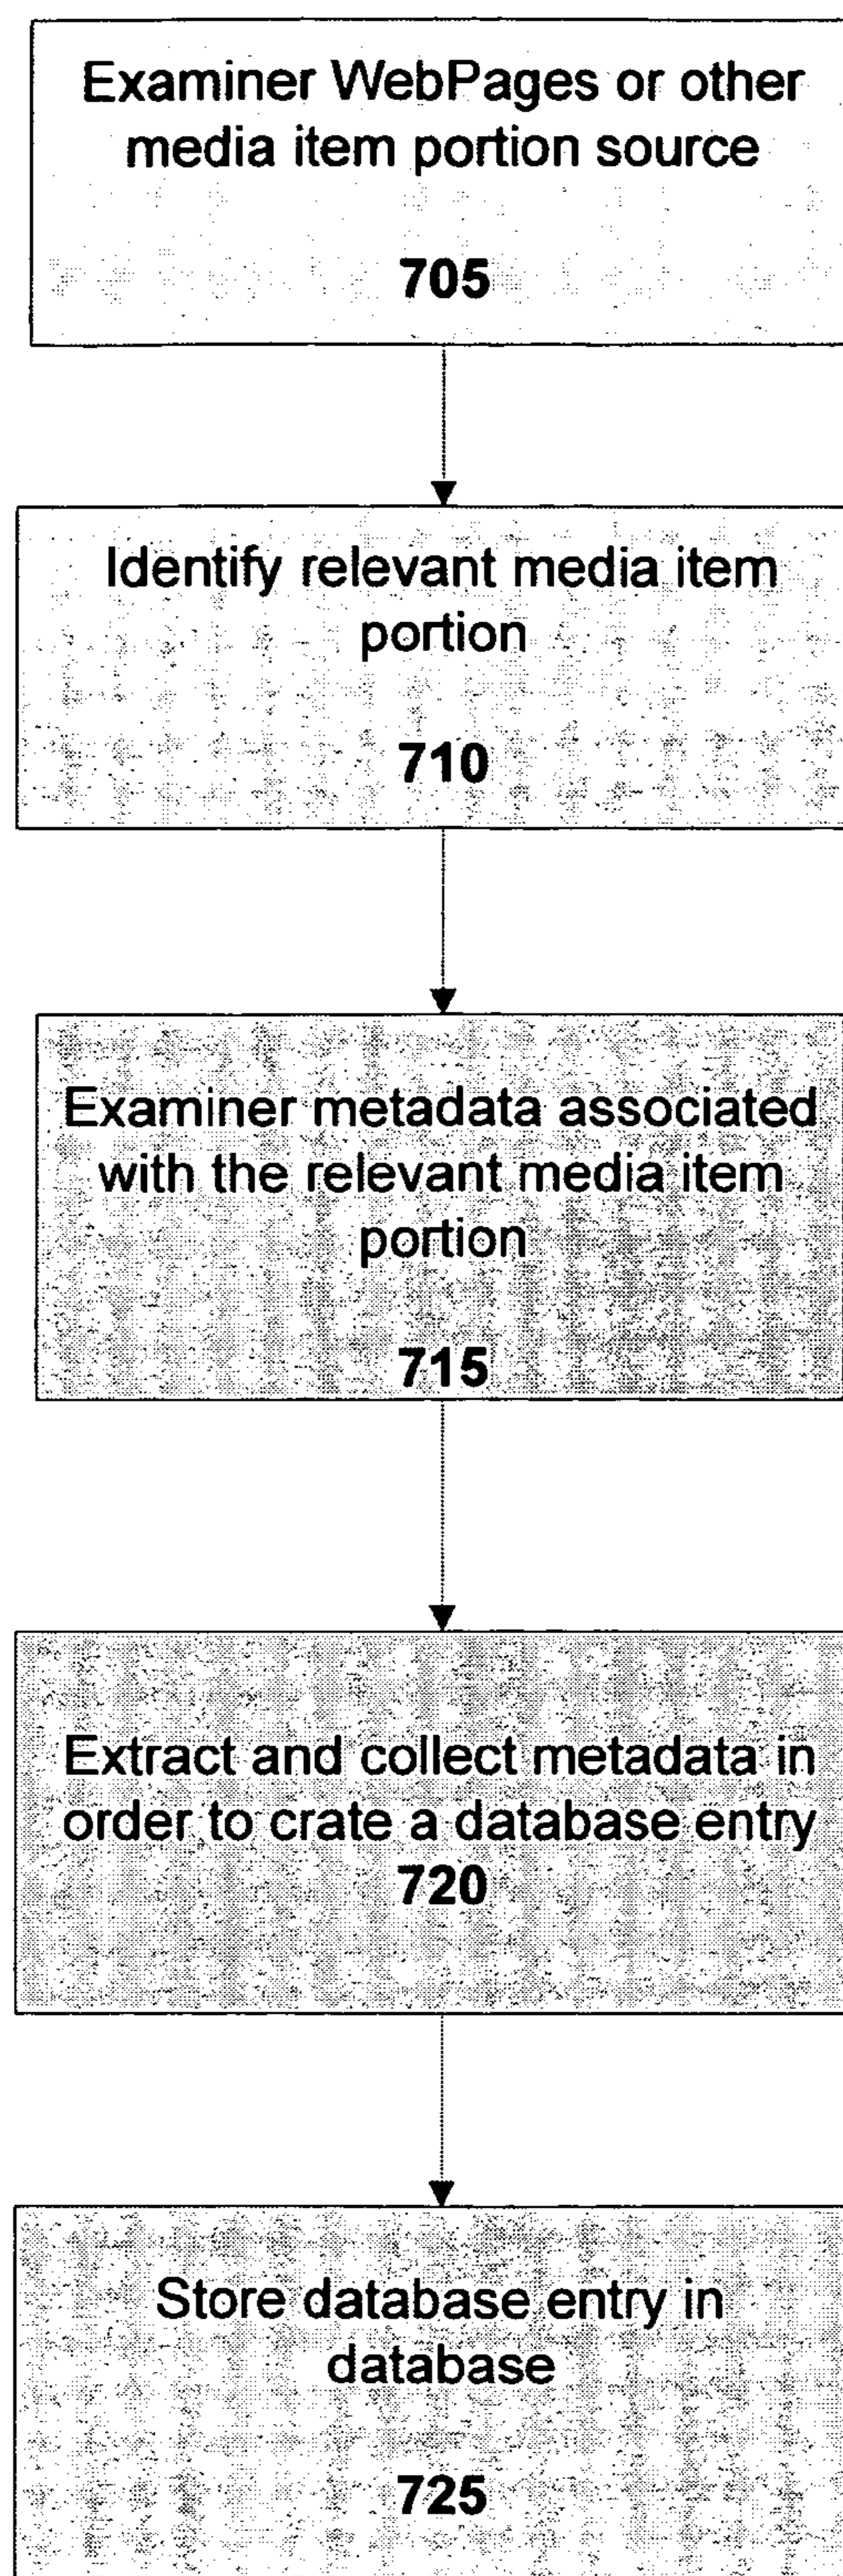 Examiner WebPages or other
media item portion source
705
Identify relevant media item
portion
710
Examiner metadata associated
with the relevant media item
portion
715
Extract and collect metadata in
order to crate a database entry
720
Store database entry in
database
725